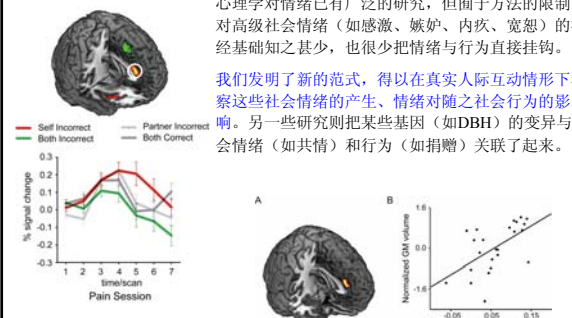 心理学对情绪已有广泛的研究，但囿于方法的限制
对高级社会情绪（如感激、嫉妒、内疚、宽恕）的
经基础知之甚少，也很少把情绪与行为直接挂钩。
我们发明了新的范式，得以在真实人际互动情形下
察这些社会情绪的产生、情绪对随之社会行为的影
响。另一些研究则把某些基因（如DBH）的变异与
会情绪（如共情）和行为（如捐赠）关联了起来。
Self Incorrect
Partner Incorrect
Both Incorrect
Both Correct
% signal change
0.3
0.2
0.1
0.0
-0.1
-0.2
-0.3
1 2 3 4 5 6 7
time/scan
Pain Session
A
B
Normalized GM volume
1.6
0.0
-1.6
-0.05 0.05 0.15